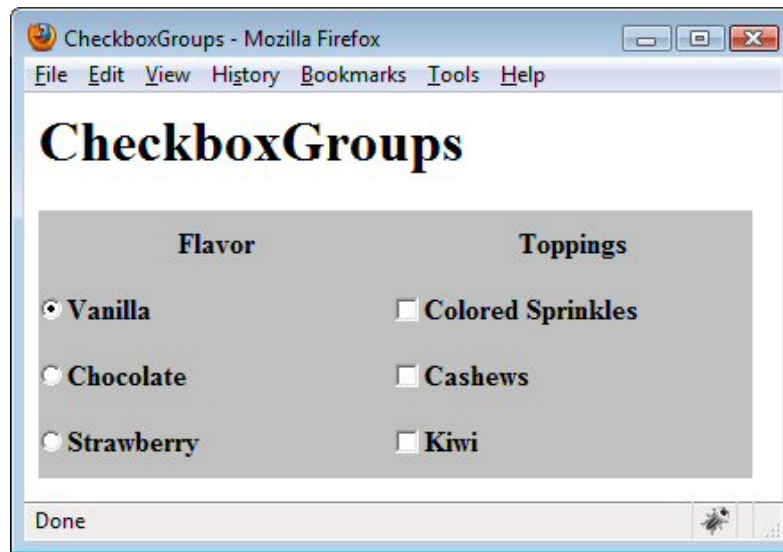 CheckboxGroups - Mozilla Firefox
File Edit View History Bookmarks Tools Help
CheckboxGroups
Flavor Toppings
Vanilla Colored Sprinkles
Chocolate Cashews
Strawberry Kiwi
Done